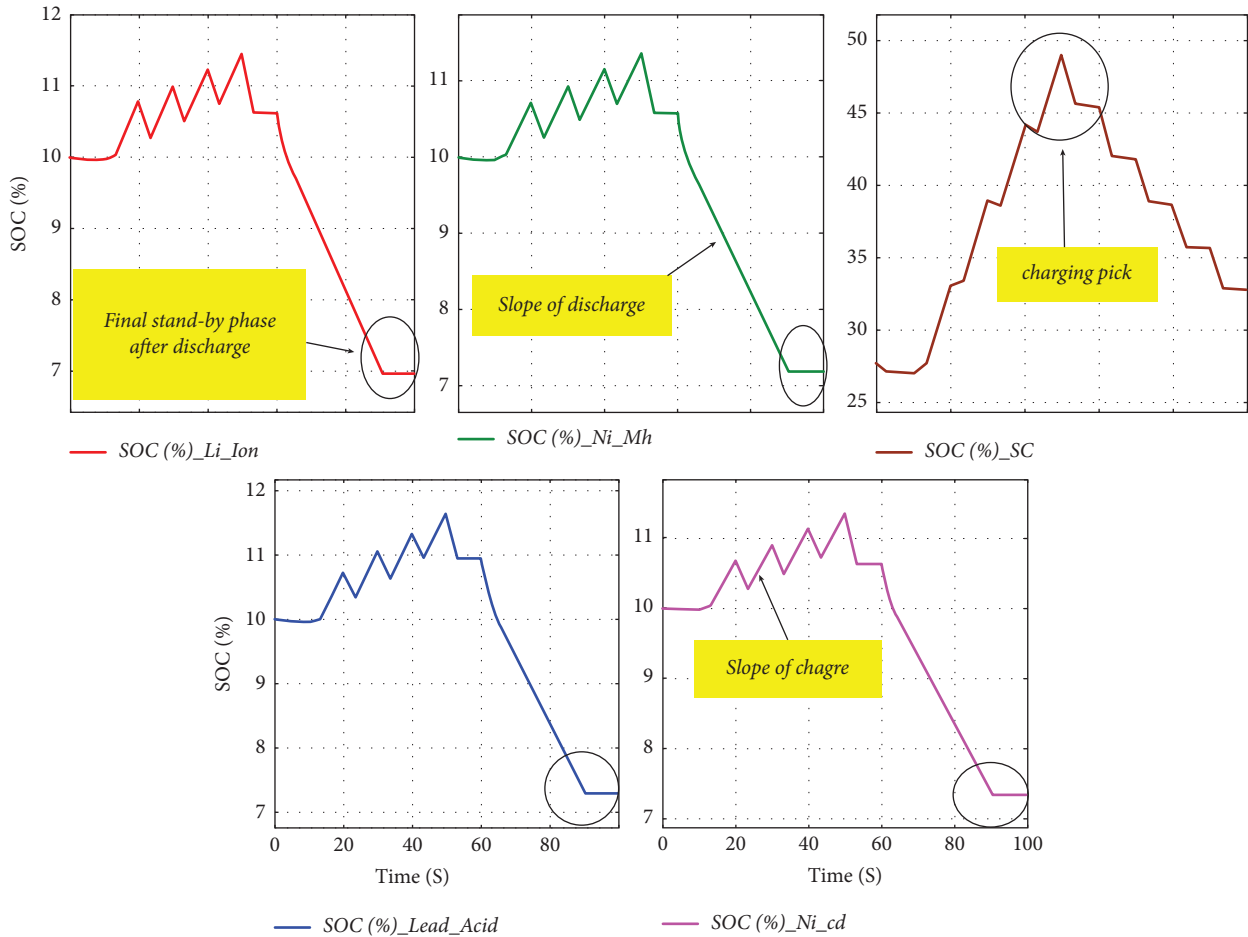 12
11
10
9
8
7
SOC (%)
Final stand-by phase
after discharge
SOC (%)_Li_Ion
11
10
9
8
7
Slope of discharge
SOC (%)_Ni_Mh
50
45
40
33
27
25
charging pick
SOC (%)_SC
12
11
10
9
8
7
SOC (%)
0 20 40 60 80
Time (S)
SOC (%)_Lead_Acid
11
10
9
8
7
Slope of chagre
0 20 40 60 80 100
Time (S)
SOC (%)_Ni_cd